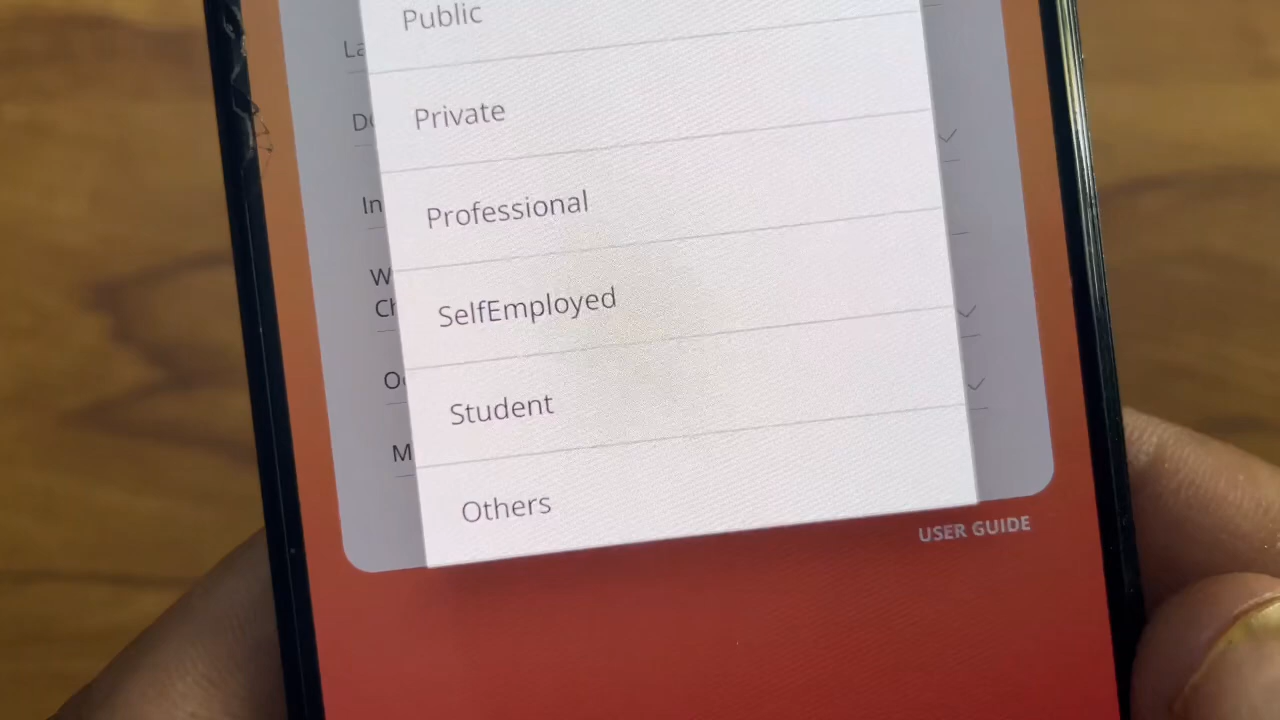 Public
Private
Professional
SelfEmployed
Student
Others
USER GUIDE